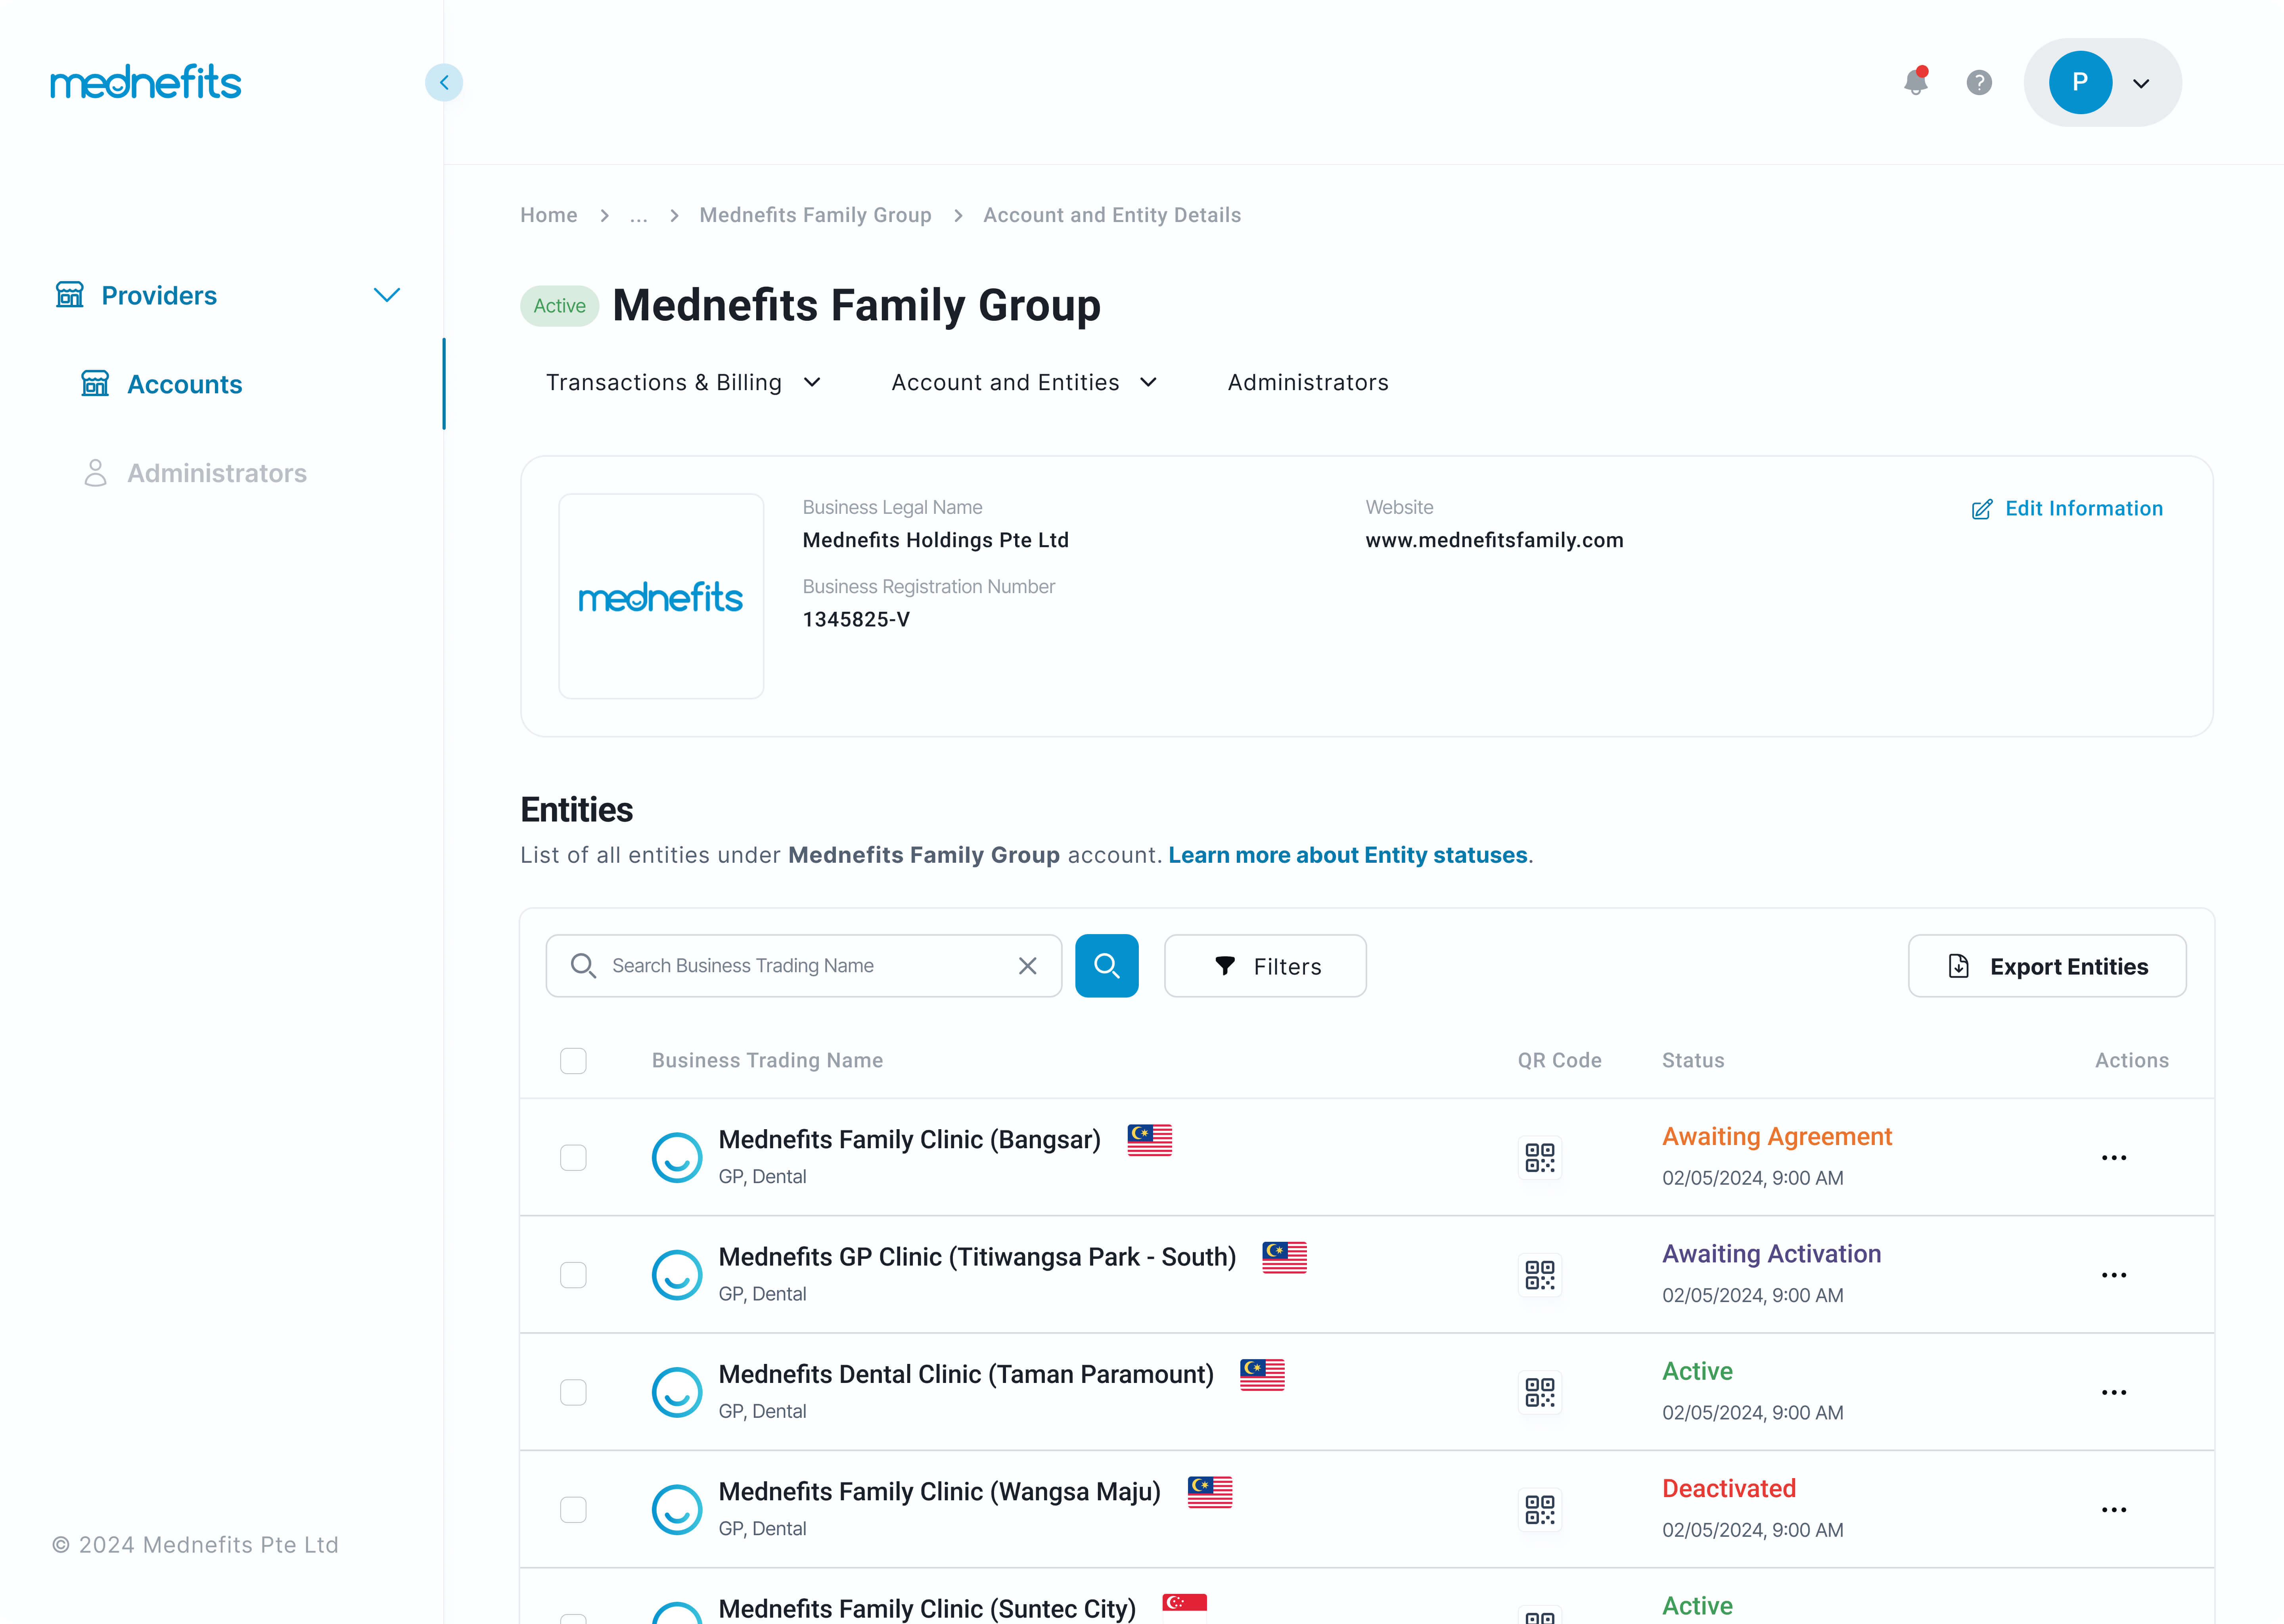 mednefits
P
Home > ... > Mednefits Family Group > Account and Entity Details
Providers
Accounts
Administrators
Active Mednefits Family Group
Transactions & Billing Account and Entities Administrators
mednefits
Business Legal Name
Mednefits Holdings Pte Ltd
Business Registration Number
1345825-V
Website
www.mednefitsfamily.com
Edit Information
Entities
List of all entities under Mednefits Family Group account. Learn more about Entity statuses.
Search Business Trading Name Filters Export Entities
Business Trading Name QR Code Status Actions
Mednefits Family Clinic (Bangsar) Awaiting Agreement
GP, Dental 02/05/2024, 9:00 AM
Mednefits GP Clinic (Titiwangsa Park - South) Awaiting Activation
GP, Dental 02/05/2024, 9:00 AM
Mednefits Dental Clinic (Taman Paramount) Active
GP, Dental 02/05/2024, 9:00 AM
Mednefits Family Clinic (Wangsa Maju) Deactivated
GP, Dental 02/05/2024, 9:00 AM
Mednefits Family Clinic (Suntec City) Active
© 2024 Mednefits Pte Ltd